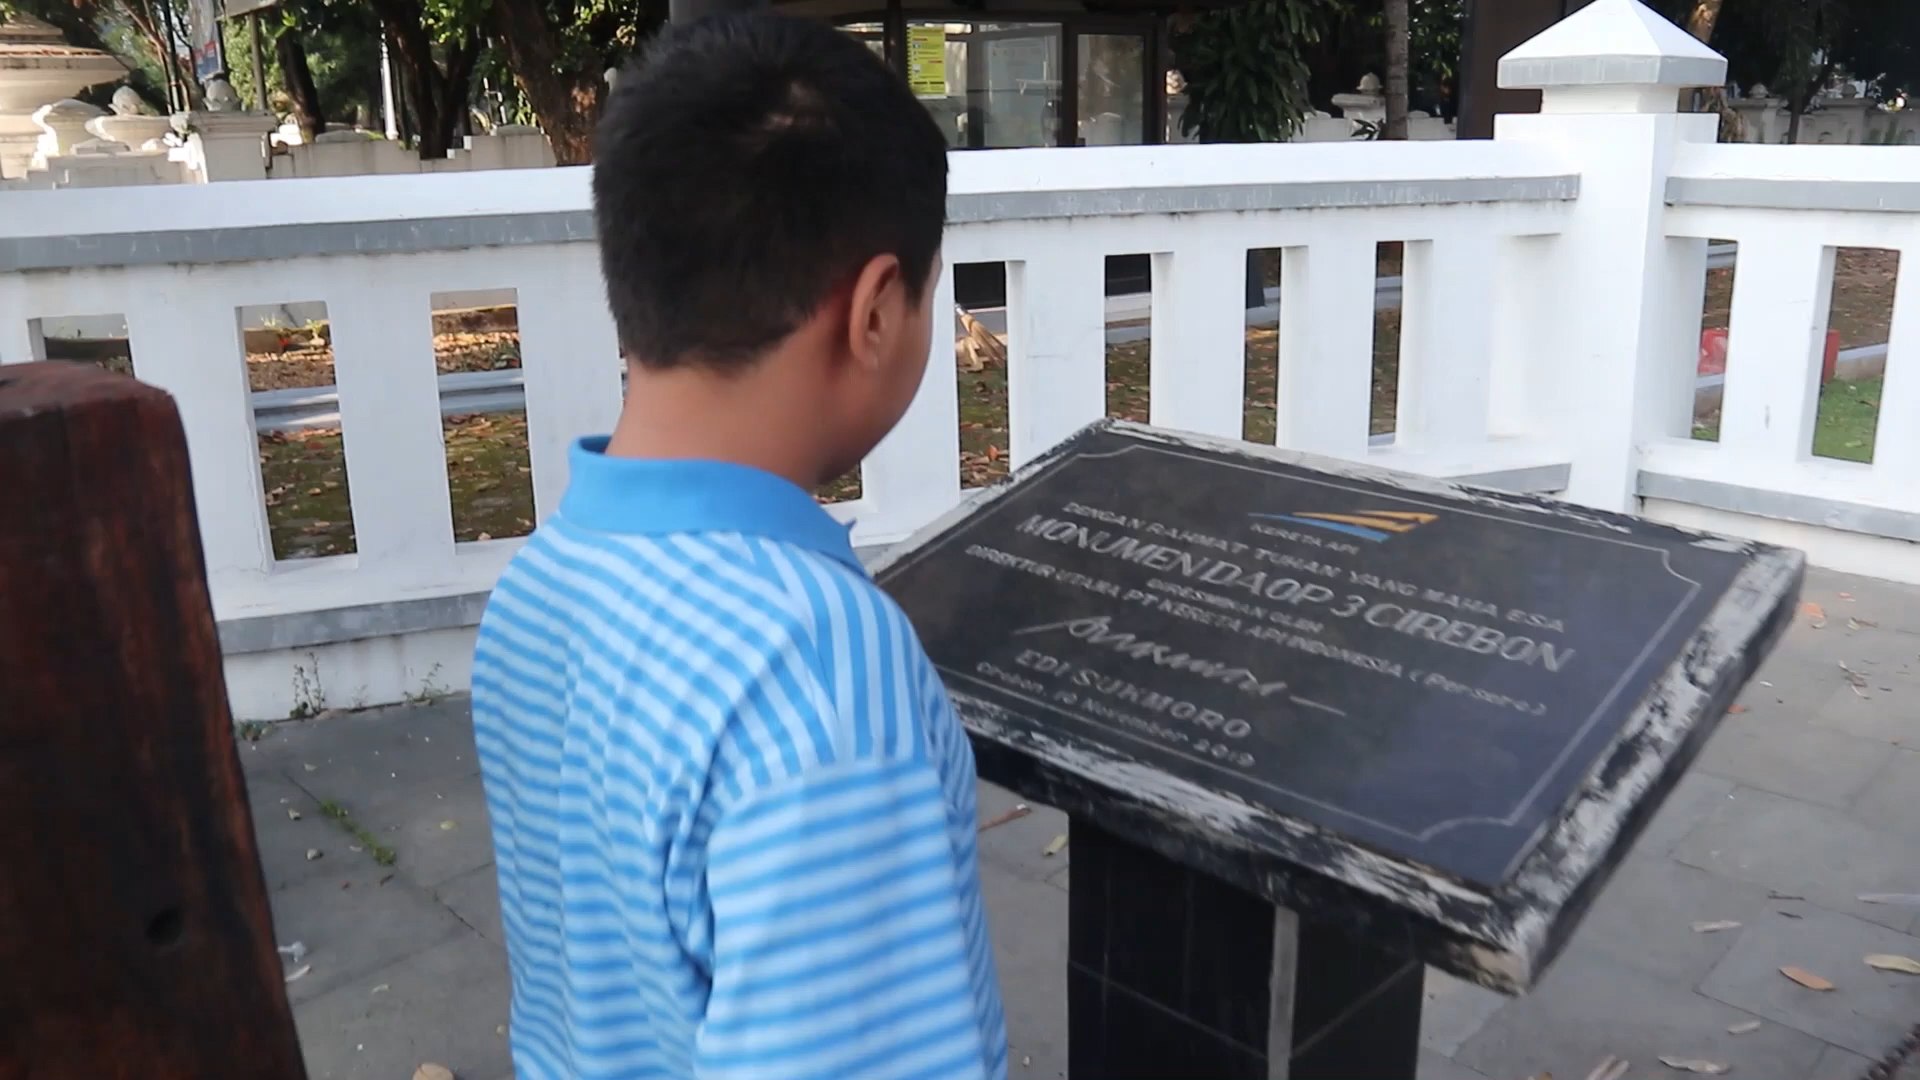 KERETA API
DENGAN RAHMAT TUHAN YANG MAHA ESA
MONUMEN DAOP 3 CIREBON
DIRESMIKAN OLEH
DIREKTUR UTAMA PT KERETA API INDONESIA (Persero)
EDI SUKMORO
Cirebon, 10 November 2019